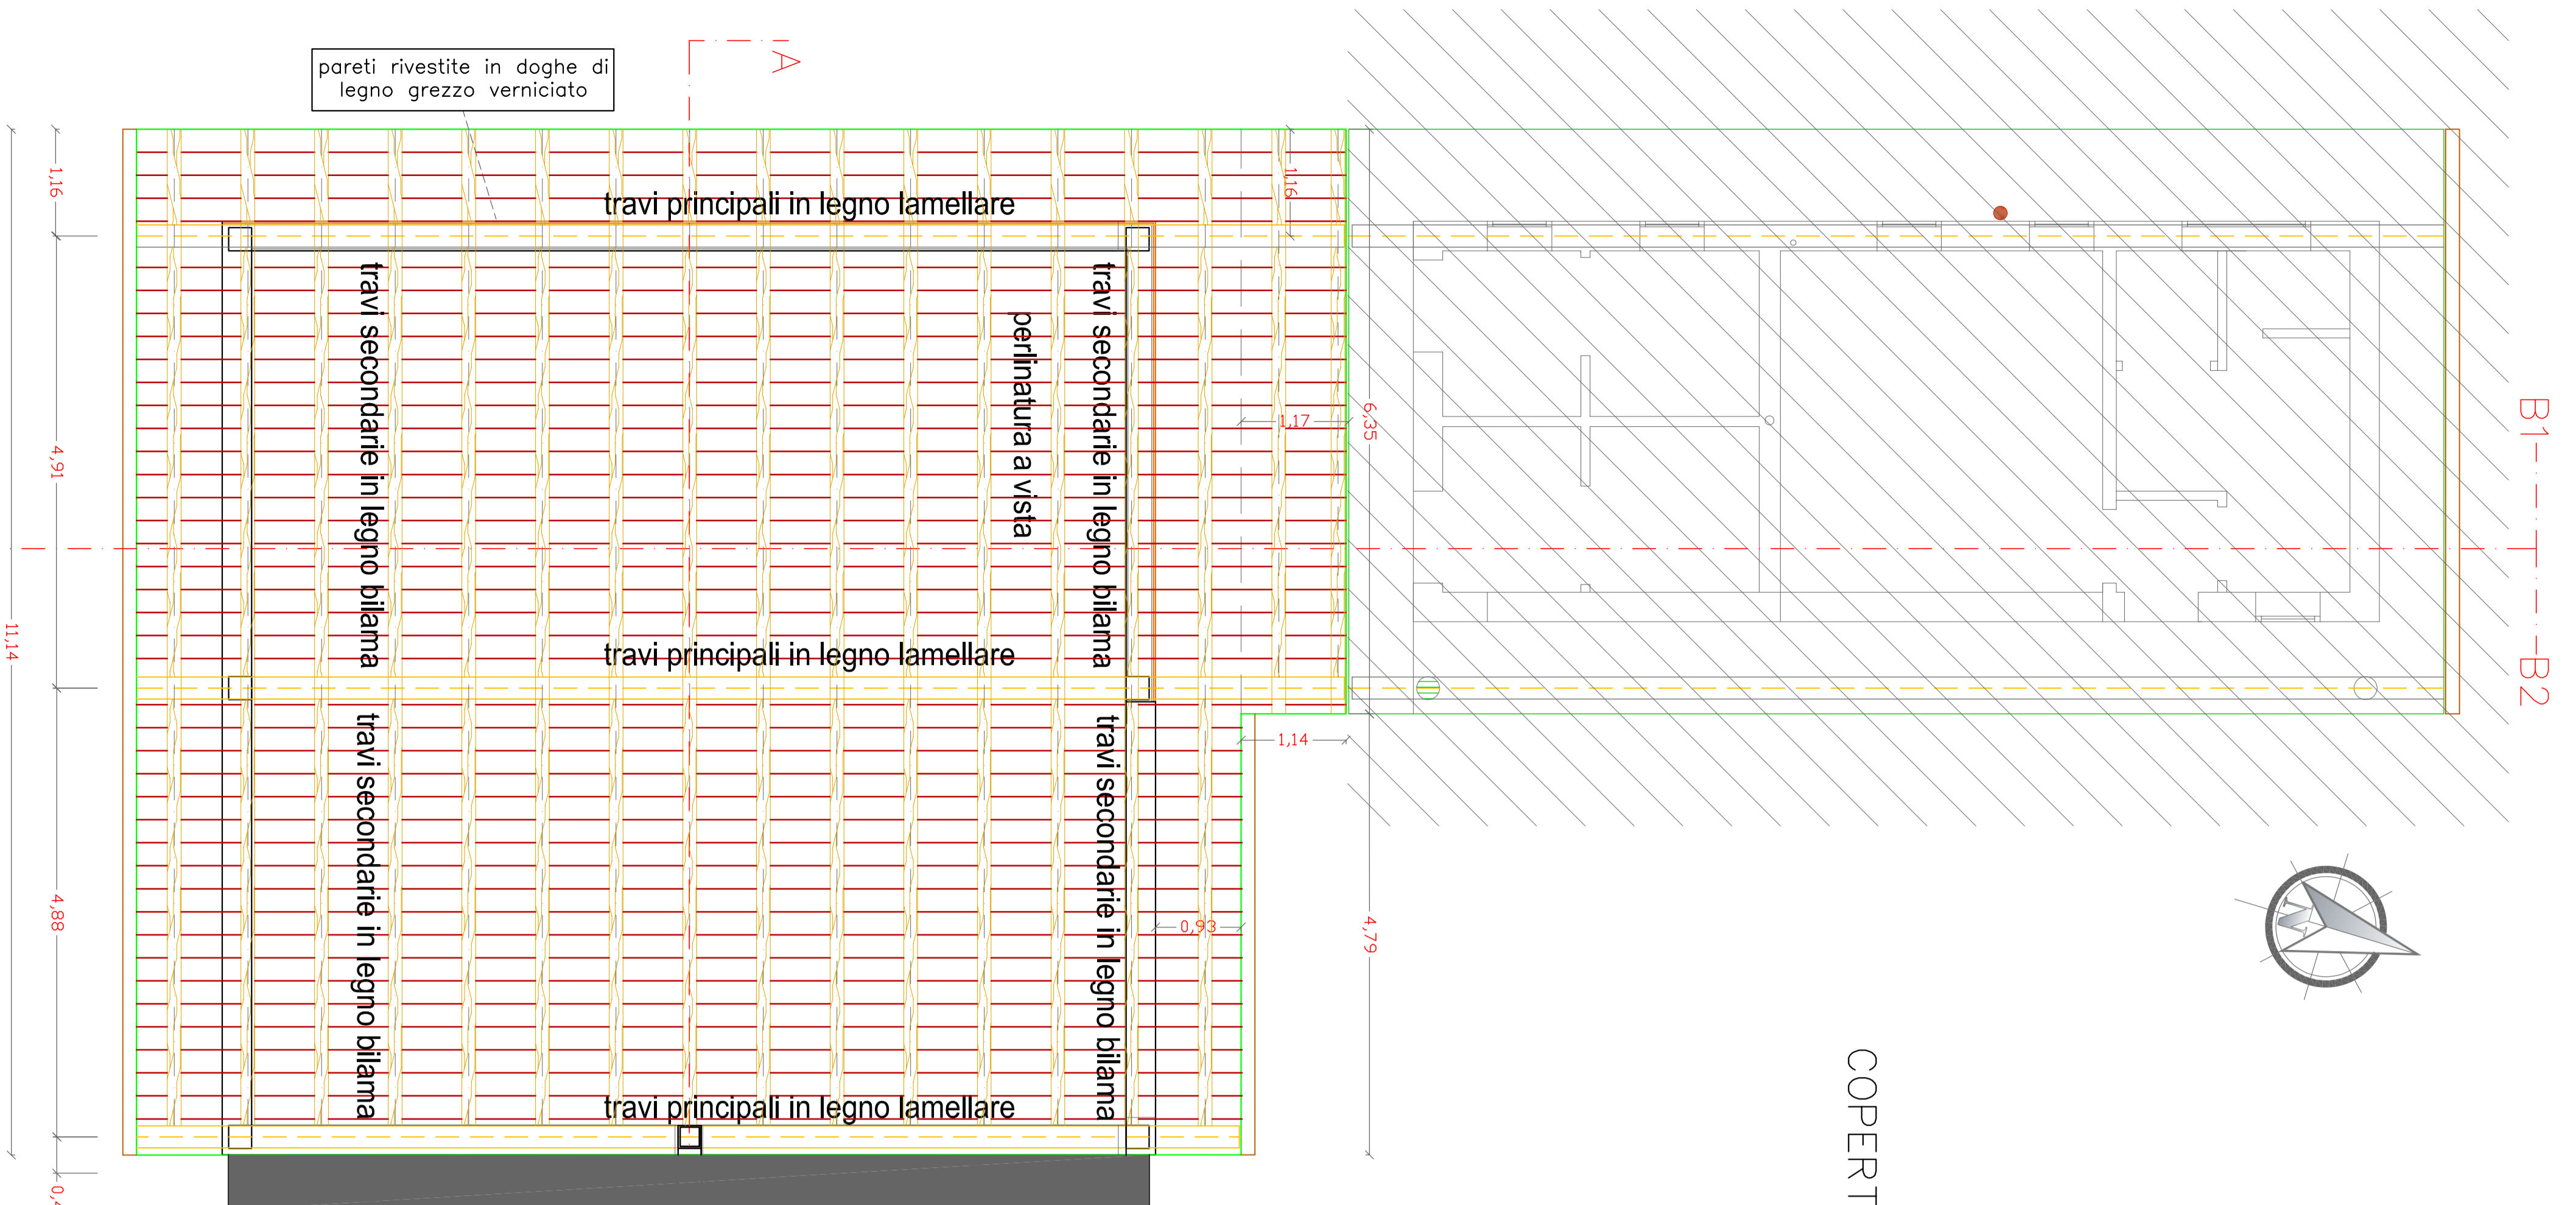 A
pareti rivestite in doghe di
legno grezzo verniciato
1,16
1,16
travi principali in legno lamellare
travi secondarie in legno bilama
travi secondarie in legno bilama
perlinatura a vista
4,91
1,17
6,35
B1
B2
11,14
travi principali in legno lamellare
1,14
travi secondarie in legno bilama
travi secondarie in legno bilama
4,88
0,93
4,79
N
COPERT
travi principali in legno lamellare
0,4